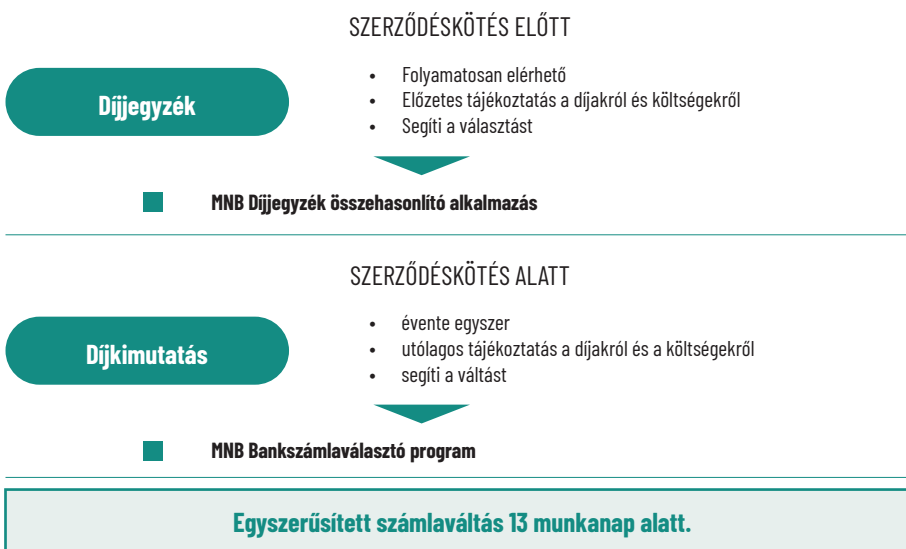 SZERZŐDÉSKÖTÉS ELŐTT
Díjjegyzék
• Folyamatosan elérhető
• Előzetes tájékoztatás a díjakról és költségekről
• Segíti a választást
MNB Díjjegyzék összehasonlító alkalmazás
SZERZŐDÉSKÖTÉS ALATT
Díjkimutatás
• évente egyszer
• utólagos tájékoztatás a díjakról és a költségekről
• segíti a váltást
MNB Bankszámlaválasztó program
Egyszerűsített számlaváltás 13 munkanap alatt.